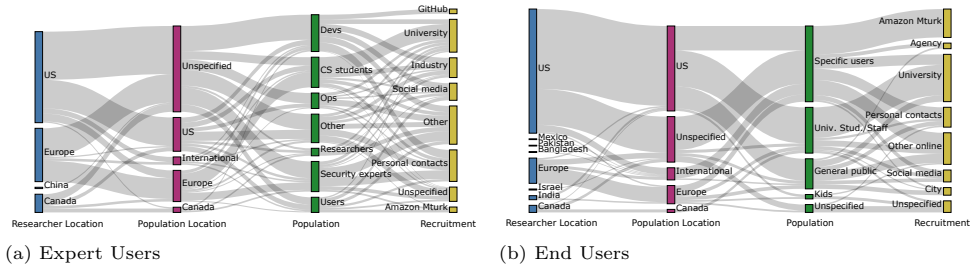 US
Europe
China
Canada
Researcher Location
Unspecified
US
International
Europe
Canada
Population Location
Devs
CS students
Ops
Other
Researchers
Security experts
Users
Population
GitHub
University
Industry
Social media
Other
Personal contacts
Unspecified
Amazon Mturk
Recruitment
(a) Expert Users
US
Mexico
Pakistan
Bangladesh
Europe
Israel
India
Canada
Researcher Location
US
Unspecified
International
Europe
Canada
Population Location
Specific users
Univ. Stud./Staff
General public
Kids
Unspecified
Population
Amazon Mturk
Agency
University
Personal contacts
Other online
Social media
City
Unspecified
Recruitment
(b) End Users